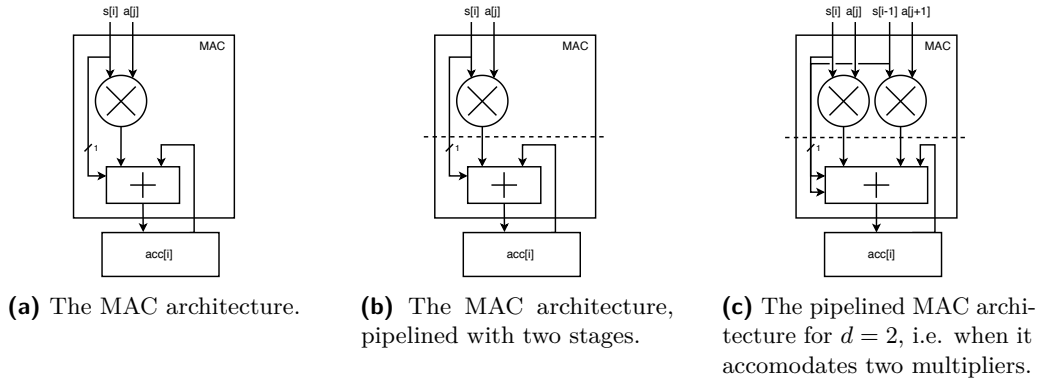 s[i] a[j]
MAC
1
acc[i]
(a) The MAC architecture.
s[i] a[j]
MAC
1
acc[i]
(b) The MAC architecture,
pipelined with two stages.
s[i] a[j] s[i-1] a[j+1]
MAC
1
acc[i]
(c) The pipelined MAC archi-
tecture for d = 2, i.e. when it
accomodates two multipliers.